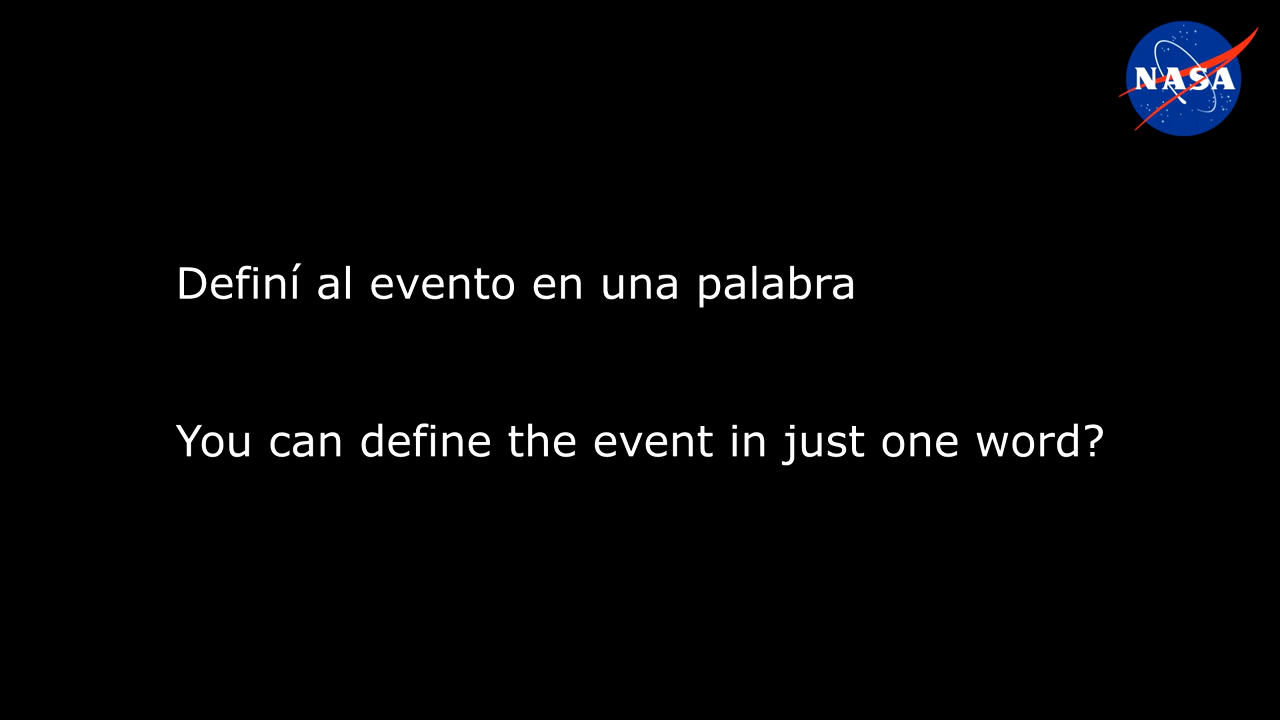 NASA
Definí al evento en una palabra
You can define the event in just one word?